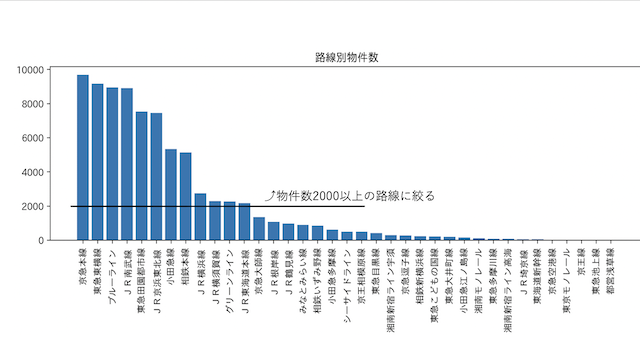 路線別物件数
10000
8000
6000
4000
2000
0
⤴物件数2000以上の路線に絞る
京急本線
東急東横線
ブルーライン
ＪＲ南武線
東急田園都市線
ＪＲ京浜東北線
小田急線
相鉄本線
ＪＲ横浜線
ＪＲ横須賀線
グリーンライン
ＪＲ東海道本線
京急大師線
ＪＲ根岸線
ＪＲ鶴見線
みなとみらい線
相鉄いずみ野線
小田急多摩線
シーサイドライン
京王相模原線
東急目黒線
湘南新宿ライン宇須
京急逗子線
相鉄新横浜線
東急こどもの国線
東急大井町線
小田急江ノ島線
湘南モノレール
東急多摩川線
湘南新宿ライン高海
ＪＲ埼京線
東海道新幹線
京急空港線
東京モノレール
京王線
東急池上線
都営浅草線